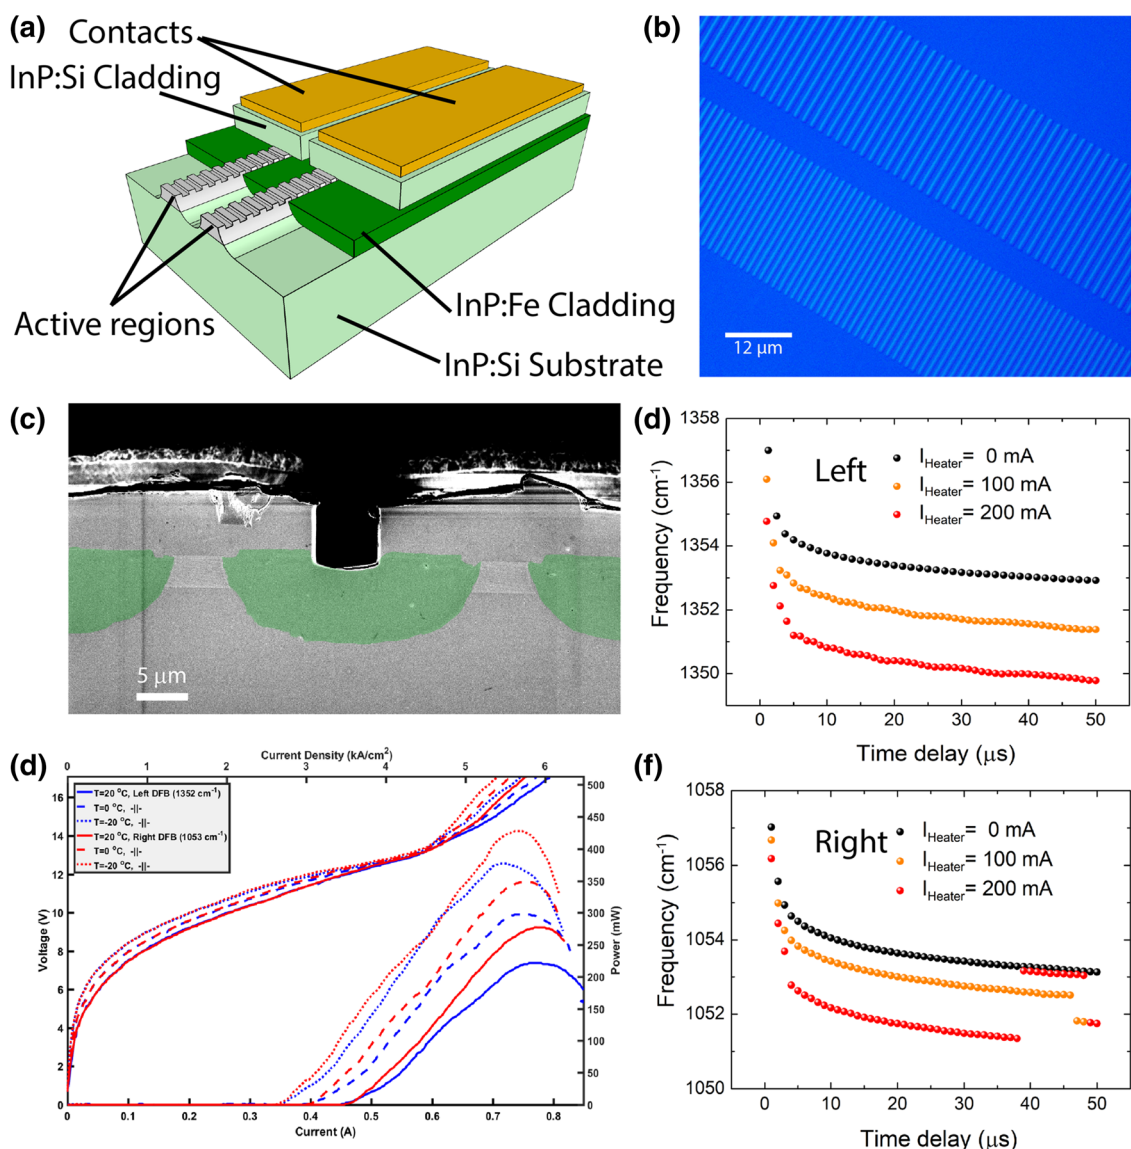 (a)
Contacts
InP:Si Cladding
Active regions
InP:Fe Cladding
InP:Si Substrate
(b)
12 μm
(c)
5 μm
(d)
1358
1356
1354
1352
1350
Frequency (cm-1)
Left
IHeater= 0 mA
IHeater= 100 mA
IHeater= 200 mA
0 10 20 30 40 50
Time delay (μs)
(d)
Current Density (kA/cm2)
0 1 2 3 4 5 6
16
14
12
10
8
6
4
2
0
Voltage (V)
T=20 °C, Left DFB (1352 cm-1)
T=0 °C, -||-
T=-20 °C, -||-
T=20 °C, Right DFB (1053 cm-1)
T=0 °C, -||-
T=-20 °C, -||-
500
450
400
350
300
250
200
150
100
50
0
Power (mW)
0 0.1 0.2 0.3 0.4 0.5 0.6 0.7 0.8
Current (A)
(f)
1058
1056
1054
1052
1050
Frequency (cm-1)
Right
IHeater= 0 mA
IHeater= 100 mA
IHeater= 200 mA
0 10 20 30 40 50
Time delay (μs)